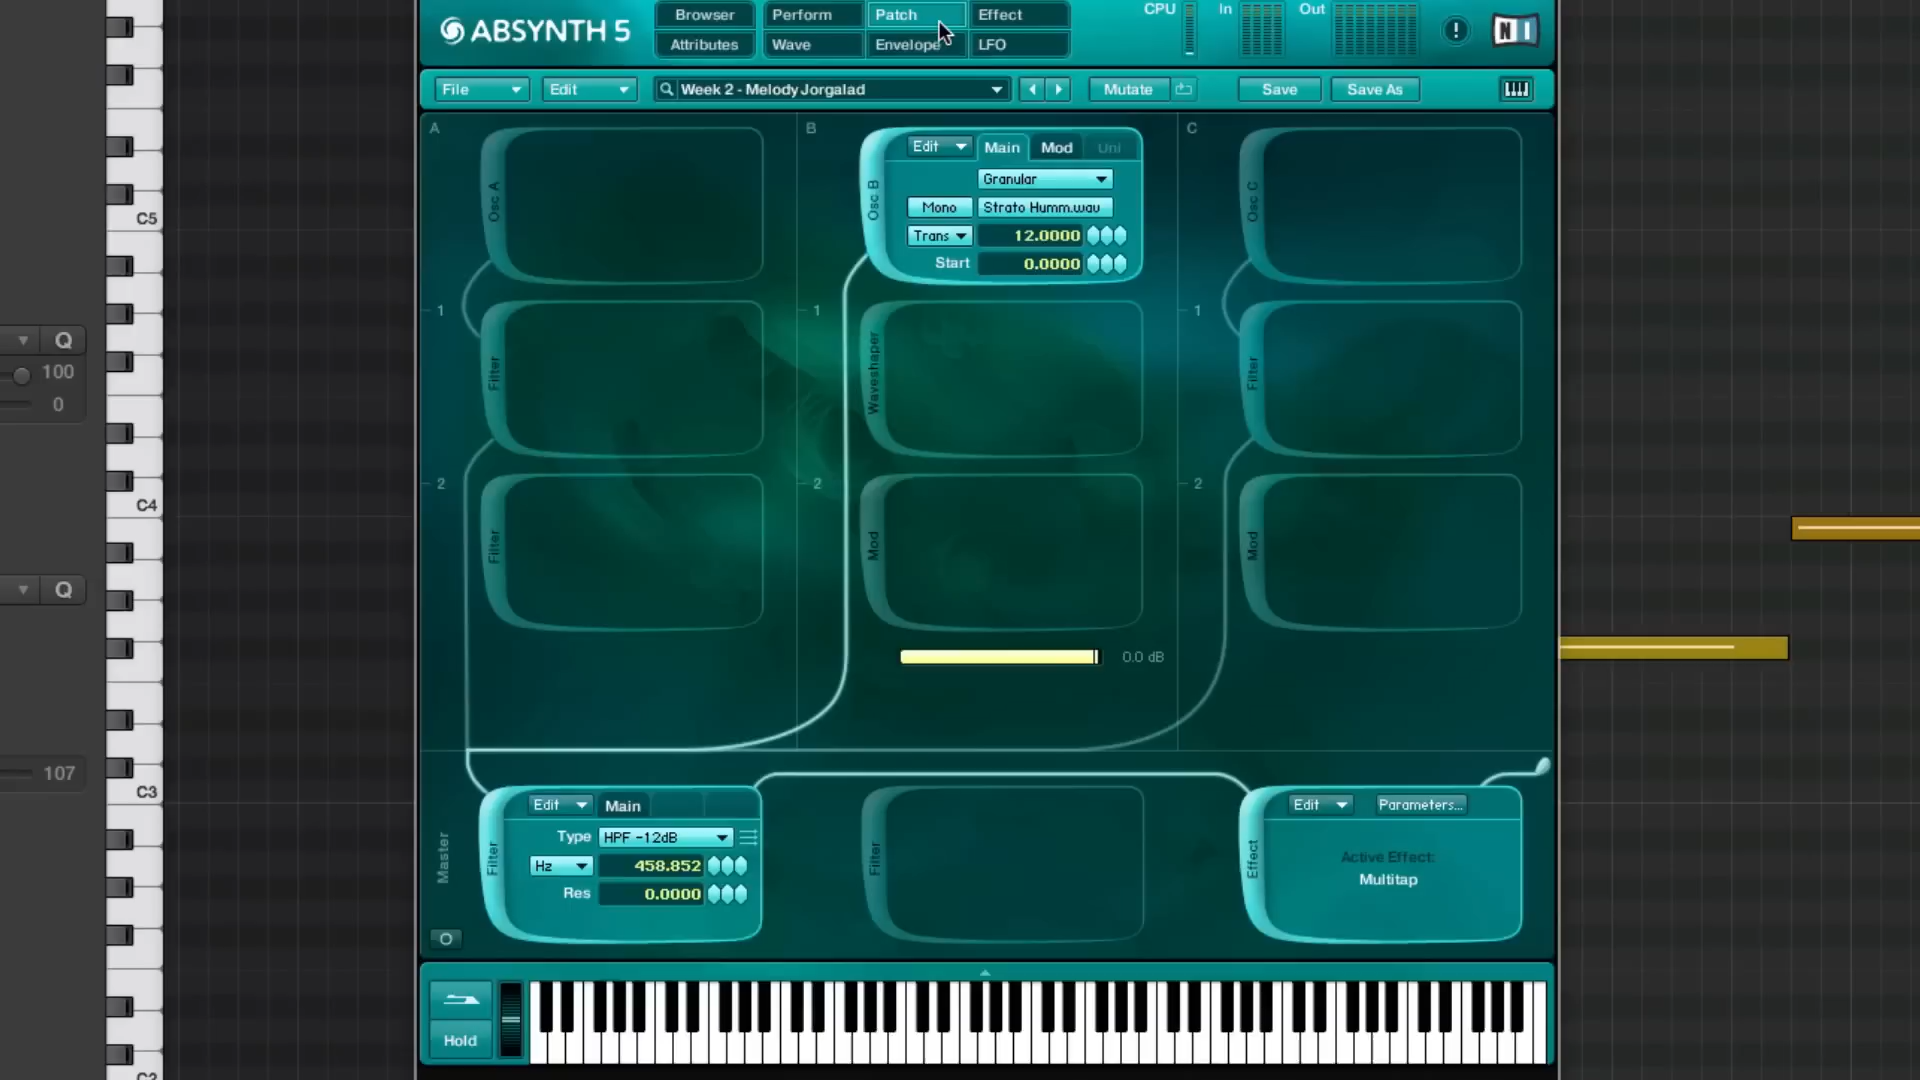 ABSYNTH 5
Browser Perform Patch Effect
Attributes Wave Envelope LFO
CPU In Out
! NI
File Edit Week 2 - Melody Jorgalad Mutate Save Save As
A B C
Osc A
Osc B
Edit Main Mod Uni
Granular
Mono Strato Humm.wav
Trans 12.0000
Start 0.0000
Osc C
1 1 1
Filter Waveshaper Filter
2 2 2
Filter Mod Mod
0.0 dB
Master
Filter
Edit Main
Type HPF -12dB
Hz 458.852
Res 0.0000
Filter
Effect
Edit Parameters...
Active Effect:
Multitap
O
Hold
C5
C4
C3
C2
Q
100
0
Q
107